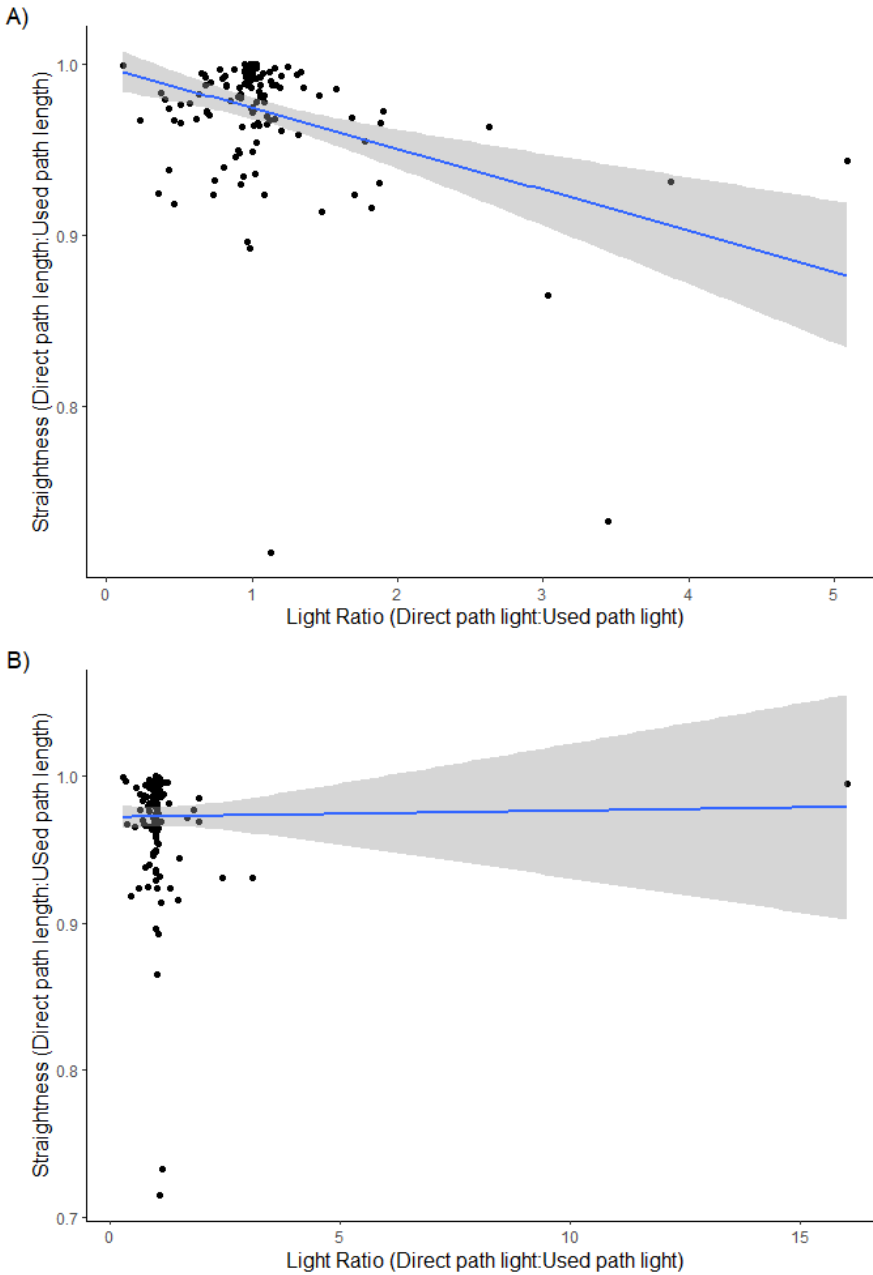 A)
1.0
0.9
0.8
Straightness (Direct path length:Used path length)
0 1 2 3 4 5
Light Ratio (Direct path light:Used path light)
B)
1.0
0.9
0.8
0.7
Straightness (Direct path length:USed path length)
0 5 10 15
Light Ratio (Direct path light:Used path light)